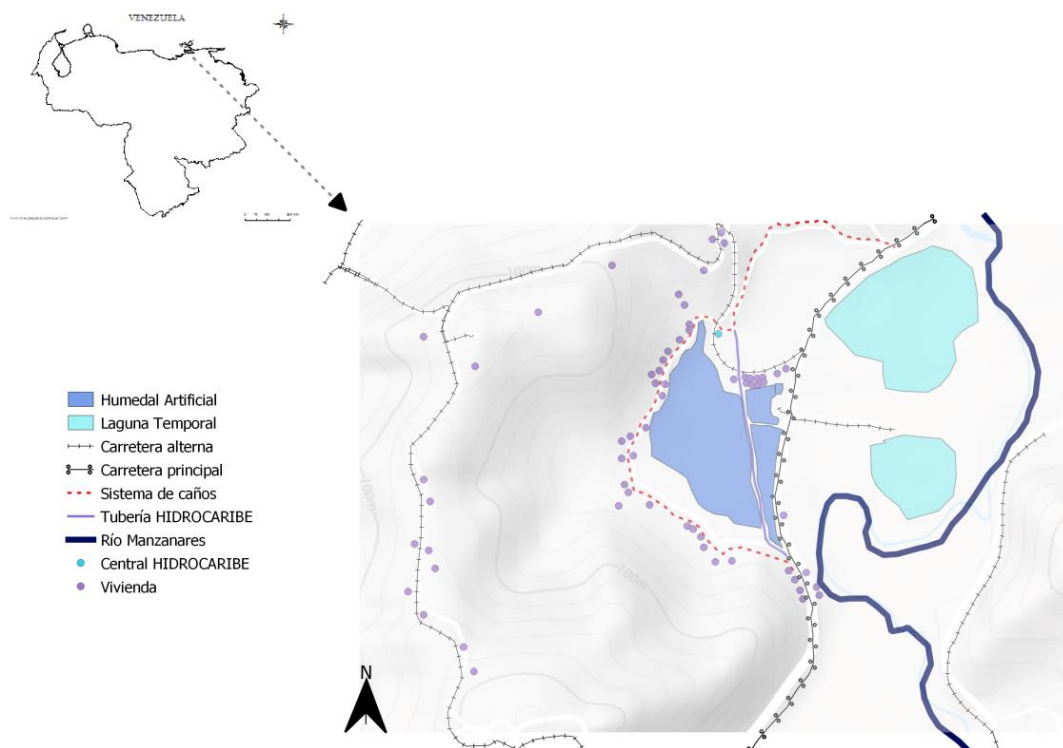 VENEZUELA
100m
Humedal Artificial
Laguna Temporal
Carretera alterna
Carretera principal
Sistema de caños
Tubería HIDROCARIBE
Río Manzanares
Central HIDROCARIBE
Vivienda
100m
100m
N